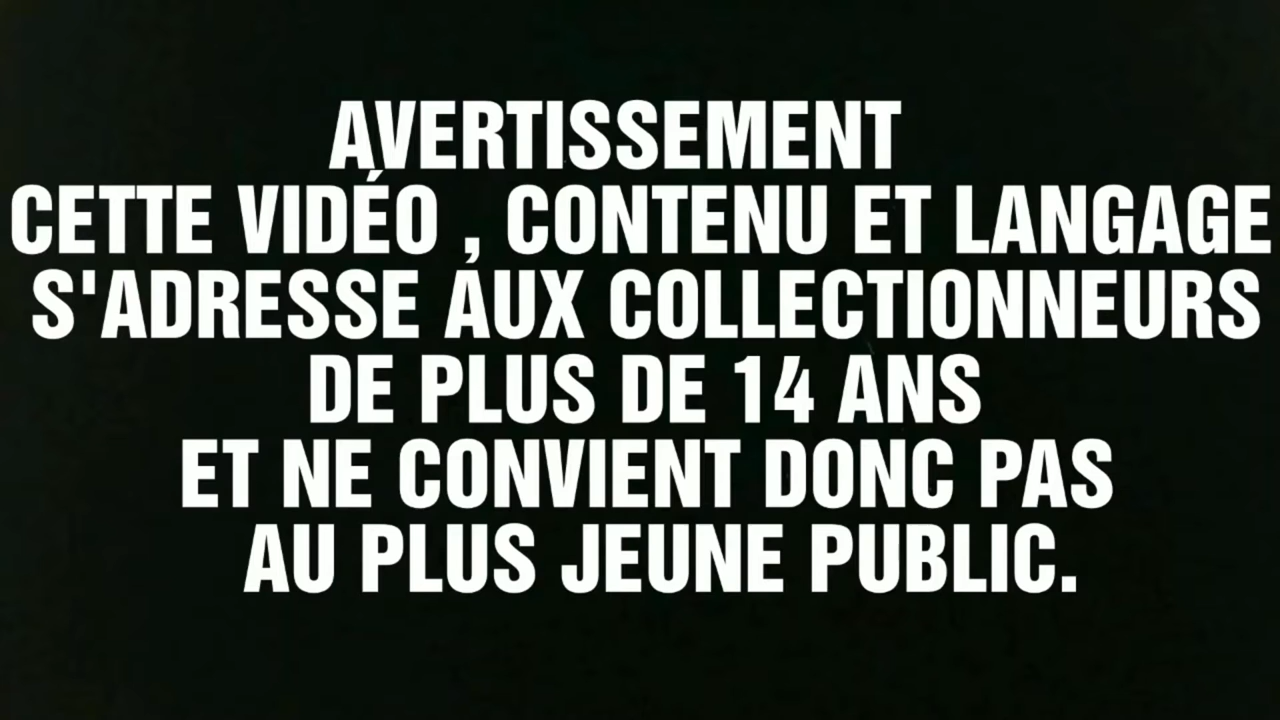 AVERTISSEMENT
CETTE VIDÉO , CONTENU ET LANGAGE
S'ADRESSE AUX COLLECTIONNEURS
DE PLUS DE 14 ANS
ET NE CONVIENT DONC PAS
AU PLUS JEUNE PUBLIC.